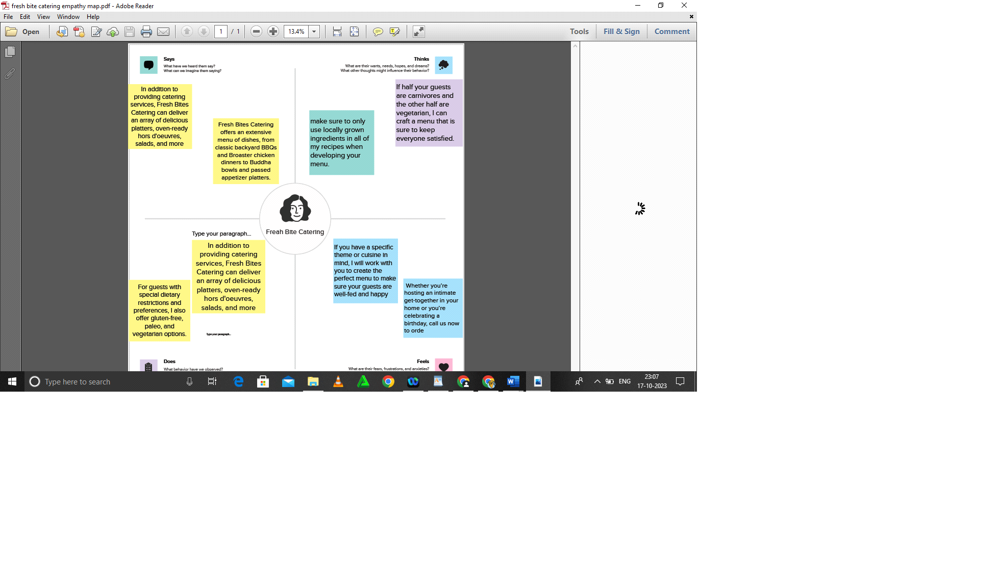 fresh bite catering empathy map.pdf - Adobe Reader
File Edit View Window Help
Open
1 / 1
13.4%
Tools
Fill & Sign
Comment
Says
What have we heard them say?
What can we imagine them saying?
Thinks
What are their wants, needs, hopes, and dreams?
What other thoughts might influence their behavior?
In addition to
providing catering
services, Fresh Bites
Catering can deliver
an array of delicious
platters, oven-ready
hors d'oeuvres,
salads, and more
Fresh Bites Catering
offers an extensive
menu of dishes, from
classic backyard BBQs
and Broaster chicken
dinners to Buddha
bowls and passed
appetizer platters.
make sure to only
use locally grown
ingredients in all of
my recipes when
developing your
menu.
If half your guests
are carnivores and
the other half are
vegetarian, I can
craft a menu that is
sure to keep
everyone satisfied.
Freah Bite Catering
Type your paragraph...
In addition to
providing catering
services, Fresh Bites
Catering can deliver
an array of delicious
platters, oven-ready
hors d'oeuvres,
salads, and more
For guests with
special dietary
restrictions and
preferences, I also
offer gluten-free,
paleo, and
vegetarian options.
Type your paragraph...
If you have a specific
theme or cuisine in
mind, I will work with
you to create the
perfect menu to make
sure your guests are
well-fed and happy
Whether you're
hosting an intimate
get-together in your
home or you're
celebrating a
birthday, call us now
to orde
Does
What behavior have we observed?
Feels
What are their fears, frustrations, and anxieties?
Type here to search
ENG
23:07
17-10-2023